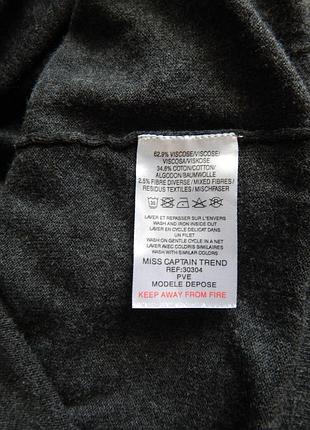 62.9% VISCOSE/VISCOSE/
VISCOSA/VISKOSE
34.6% COTON/COTTON/
ALGODON/BAUMWOLLE
2.5% FIBRE DIVERSE / MIXED FIBRES /
RESIDUS TEXTILES / MISCHFASER
30
LAVER ET REPASSER SUR L'ENVERS
WASH AND IRON INSIDE OUT
LAVER EN CYCLE DELICAT DANS
UN FILET
WASH ON GENTLE CYCLE IN A NET
LAVER AVEC COLORIS SIMILAIRES
WASH WITH SIMILAR COLORS
MISS CAPTAIN TREND
REF:30304
PVE
MODELE DEPOSE
KEEP AWAY FROM FIRE